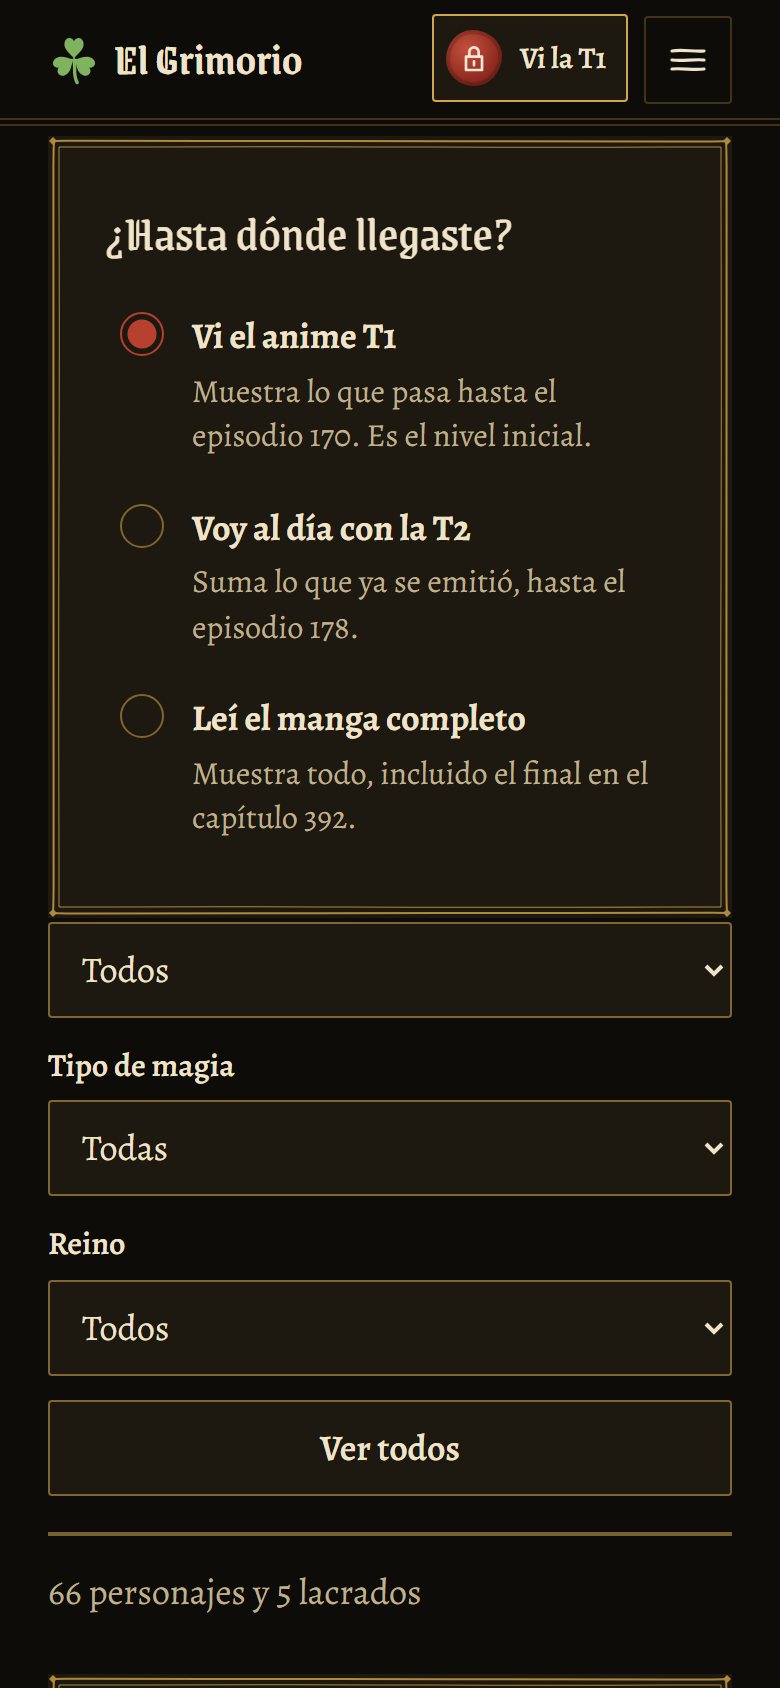 El Grimorio
Vi la T1
¿Hasta dónde llegaste?
Vi el anime T1
Muestra lo que pasa hasta el
episodio 170. Es el nivel inicial.
Voy al día con la T2
Suma lo que ya se emitió, hasta el
episodio 178.
Leí el manga completo
Muestra todo, incluido el final en el
capítulo 392.
Todos
Tipo de magia
Todas
Reino
Todos
Ver todos
66 personajes y 5 lacrados